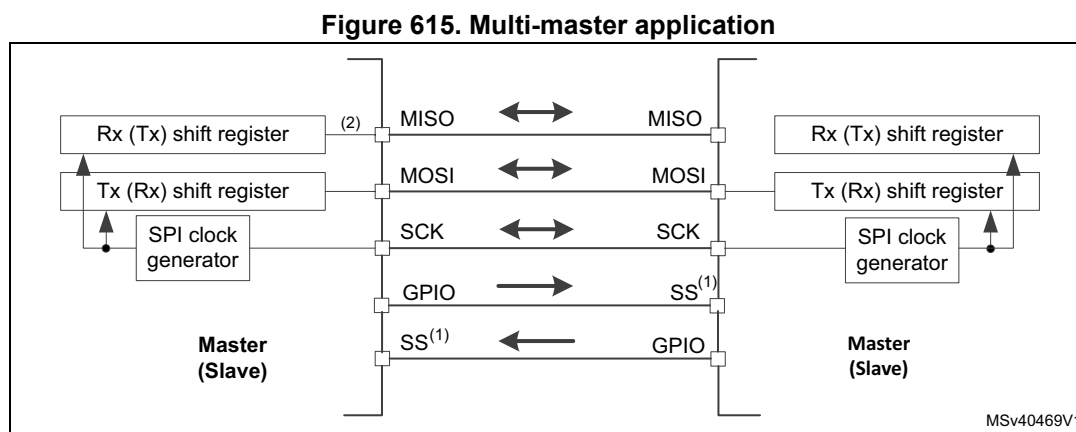 Figure 615. Multi-master application
Rx (Tx) shift register
(2)
MISO
MISO
Rx (Tx) shift register
Tx (Rx) shift register
MOSI
MOSI
Tx (Rx) shift register
SPI clock
generator
SCK
SCK
SPI clock
generator
GPIO
SS(1)
Master
(Slave)
SS(1)
GPIO
Master
(Slave)
MSv40469V1